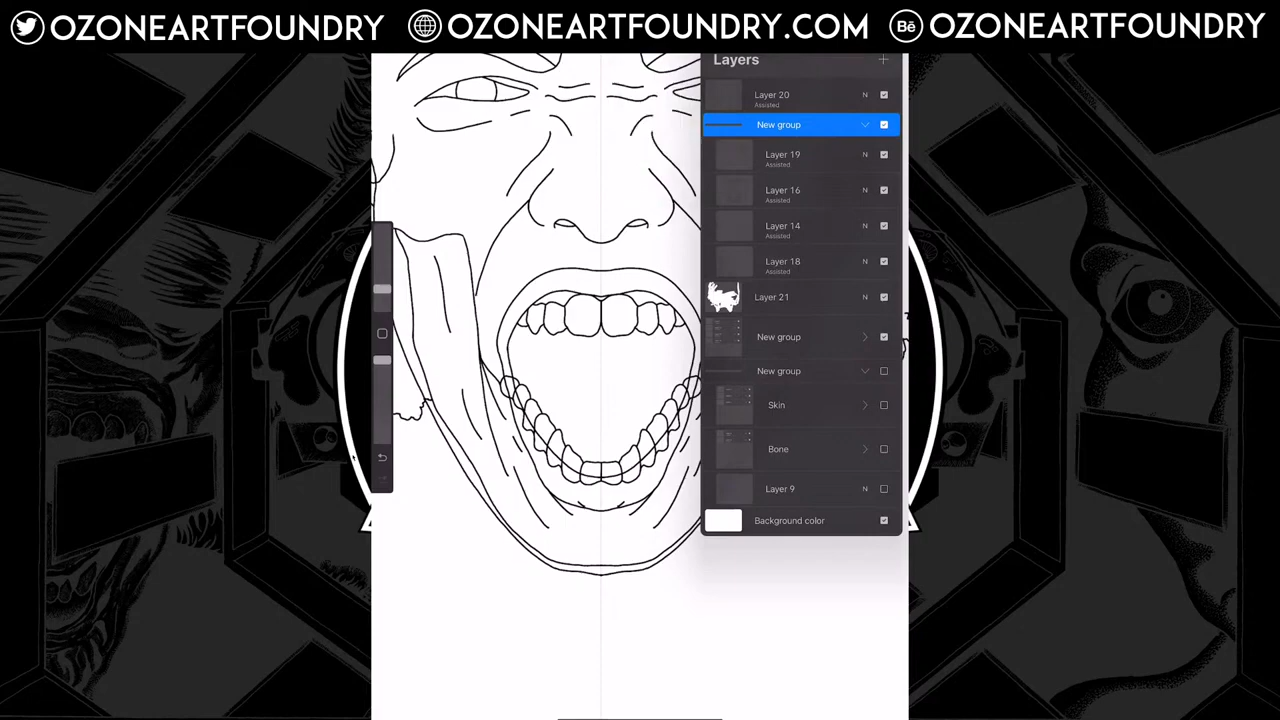 OZONEARTFOUNDRY OZONEARTFOUNDRY.COM Bē OZONEARTFOUNDRY
Layers
Layer 20 N
Assisted
New group
Layer 19 N
Assisted
Layer 16 N
Assisted
Layer 14 N
Assisted
Layer 18 N
Assisted
Layer 21 N
New group
New group
Skin
Bone
Layer 9 N
Background color